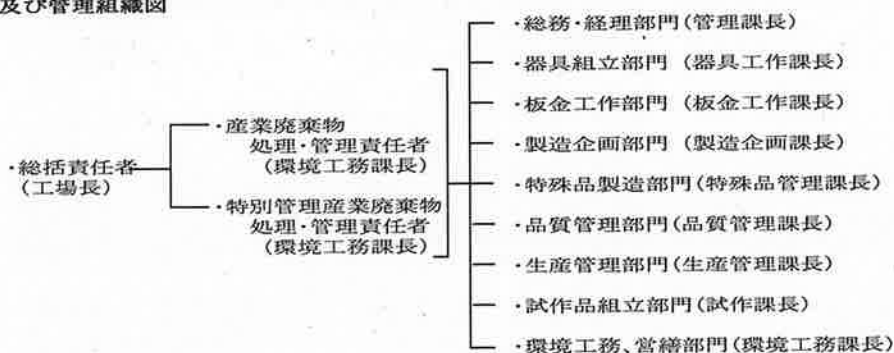 及び管理組織図
・総括責任者
(工場長)
・産業廃棄物
処理・管理責任者
(環境工務課長)
・特別管理産業廃棄物
処理・管理責任者
(環境工務課長)
・総務・経理部門(管理課長)
・器具組立部門 (器具工作課長)
・板金工作部門 (板金工作課長)
・製造企画部門 (製造企画課長)
・特殊品製造部門(特殊品管理課長)
・品質管理部門(品質管理課長)
・生産管理部門(生産管理課長)
・試作品組立部門(試作課長)
・環境工務、営繕部門(環境工務課長)